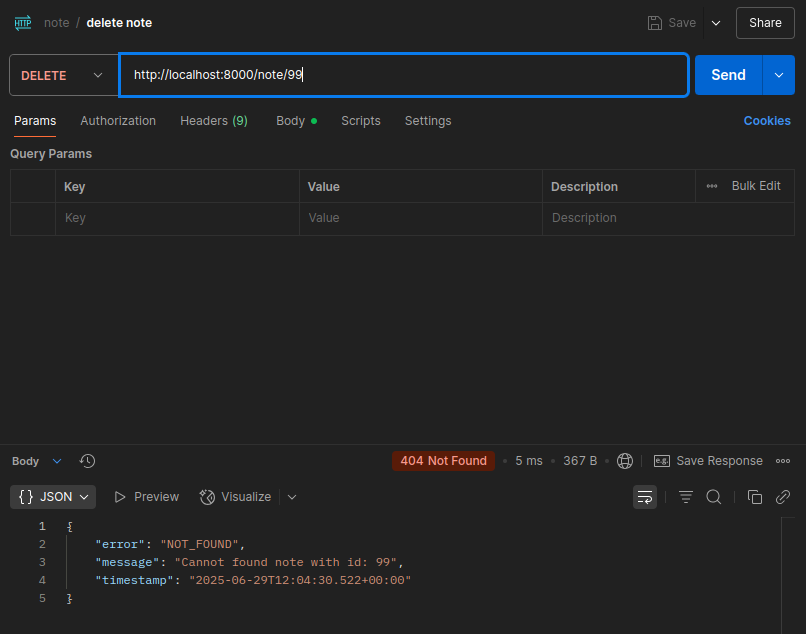 HTTP note / delete note Save Share
DELETE http://localhost:8000/note/99 Send
Params Authorization Headers (9) Body Scripts Settings Cookies
Query Params
Key Value Description Bulk Edit
Key Value Description
Body 404 Not Found 5 ms 367 B e.g. Save Response
{ } JSON Preview Visualize
1 {
2 "error": "NOT_FOUND",
3 "message": "Cannot found note with id: 99",
4 "timestamp": "2025-06-29T12:04:30.522+00:00"
5 }